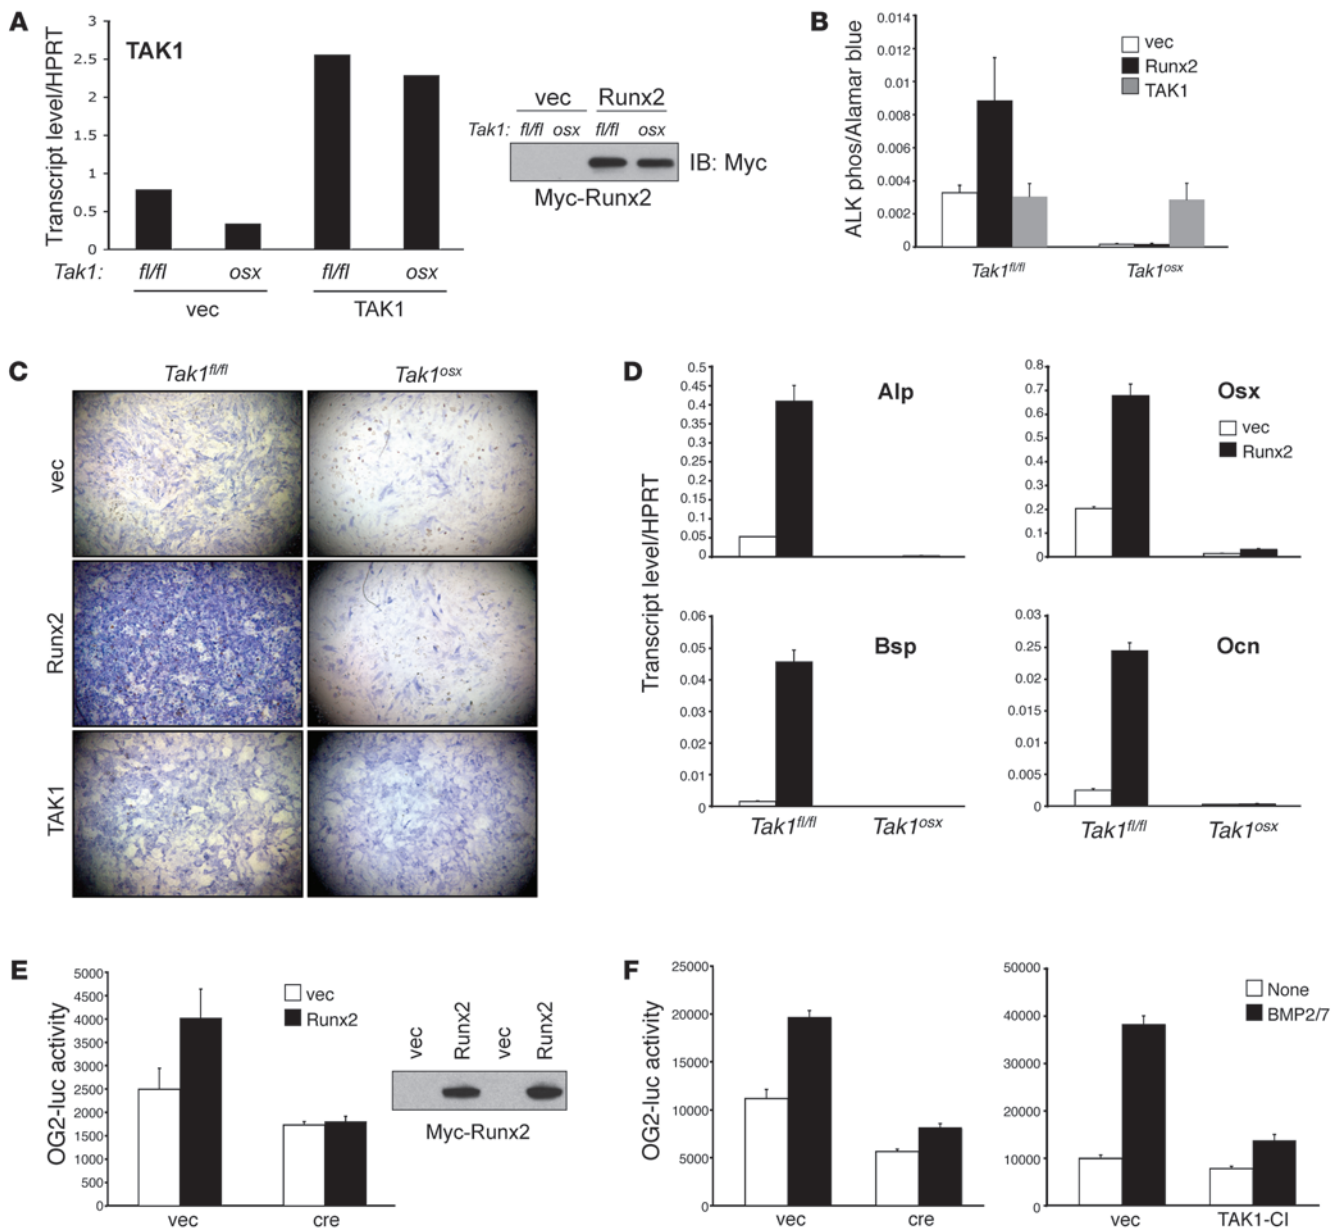 A
TAK1
Transcript level/HPRT
3
2.5
2
1.5
1
0.5
0
Tak1: fl/fl osx fl/fl osx
vec TAK1
vec Runx2
Tak1: fl/fl osx fl/fl osx
IB: Myc
Myc-Runx2
B
ALK phos/Alamar blue
0.014
0.012
0.01
0.008
0.006
0.004
0.002
0
vec
Runx2
TAK1
Tak1fl/fl Tak1osx
C
Tak1fl/fl Tak1osx
vec
Runx2
TAK1
D
Transcript level/HPRT
Alp
0.5
0.45
0.4
0.35
0.3
0.25
0.2
0.15
0.1
0.05
0
Osx
0.8
0.7
0.6
0.5
0.4
0.3
0.2
0.1
0
vec
Runx2
Bsp
0.06
0.05
0.04
0.03
0.02
0.01
0
Tak1fl/fl Tak1osx
Ocn
0.03
0.25
0.02
0.015
0.01
0.005
0
Tak1fl/fl Tak1osx
E
OG2-luc activity
5000
4500
4000
3500
3000
2500
2000
1500
1000
500
0
vec
Runx2
vec cre
vec Runx2 vec Runx2
Myc-Runx2
F
OG2-luc activity
25000
20000
15000
10000
5000
0
vec cre
50000
40000
30000
20000
10000
0
None
BMP2/7
vec TAK1-CI